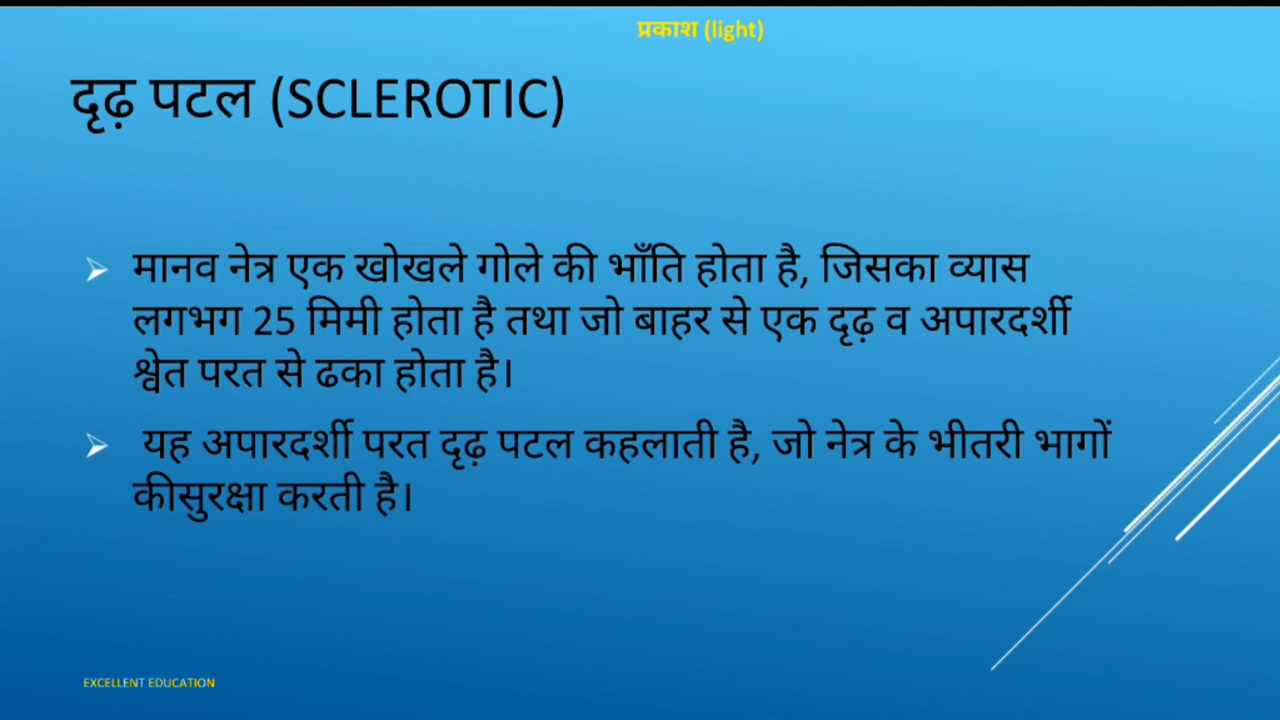 प्रकाश (light)
दृढ़ पटल (SCLEROTIC)
➢ मानव नेत्र एक खोखले गोले की भाँति होता है, जिसका व्यास
लगभग 25 मिमी होता है तथा जो बाहर से एक दृढ़ व अपारदर्शी
श्वेत परत से ढका होता है।
➢ यह अपारदर्शी परत दृढ़ पटल कहलाती है, जो नेत्र के भीतरी भागों
कीसुरक्षा करती है।
EXCELLENT EDUCATION